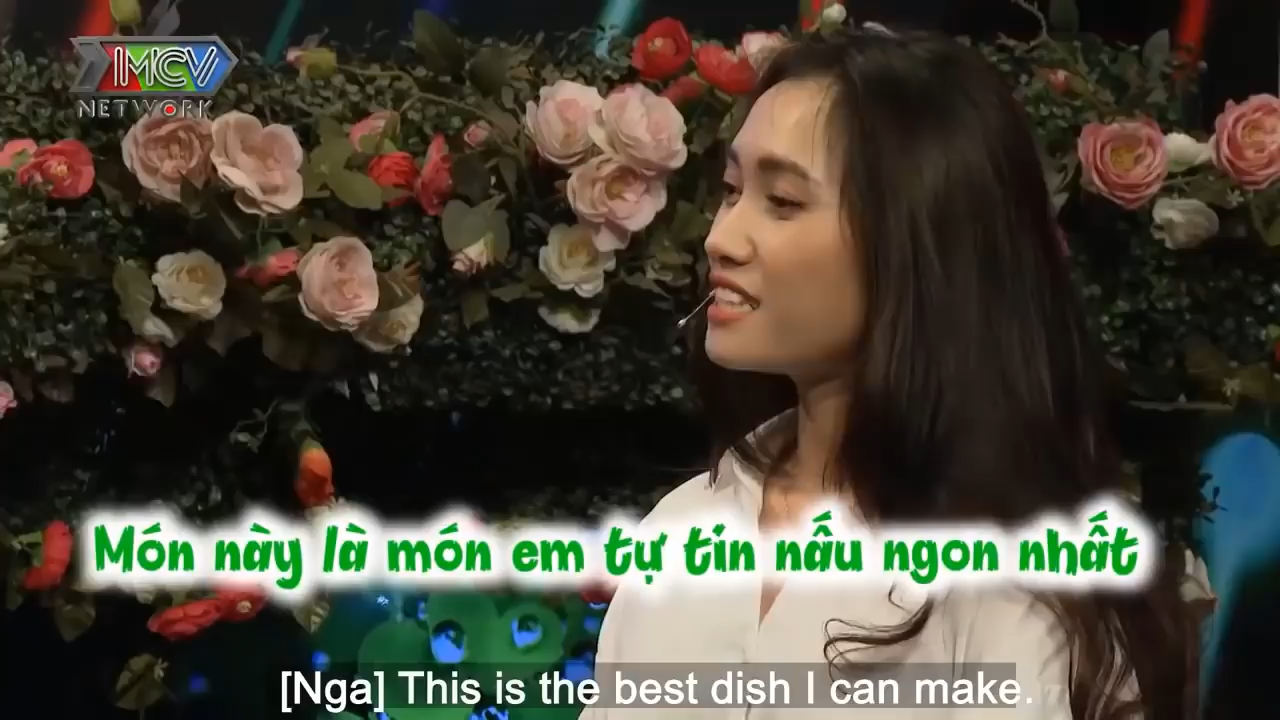 MCV
NETWORK
Món này là món em tự tin nấu ngon nhất
[Nga] This is the best dish I can make.